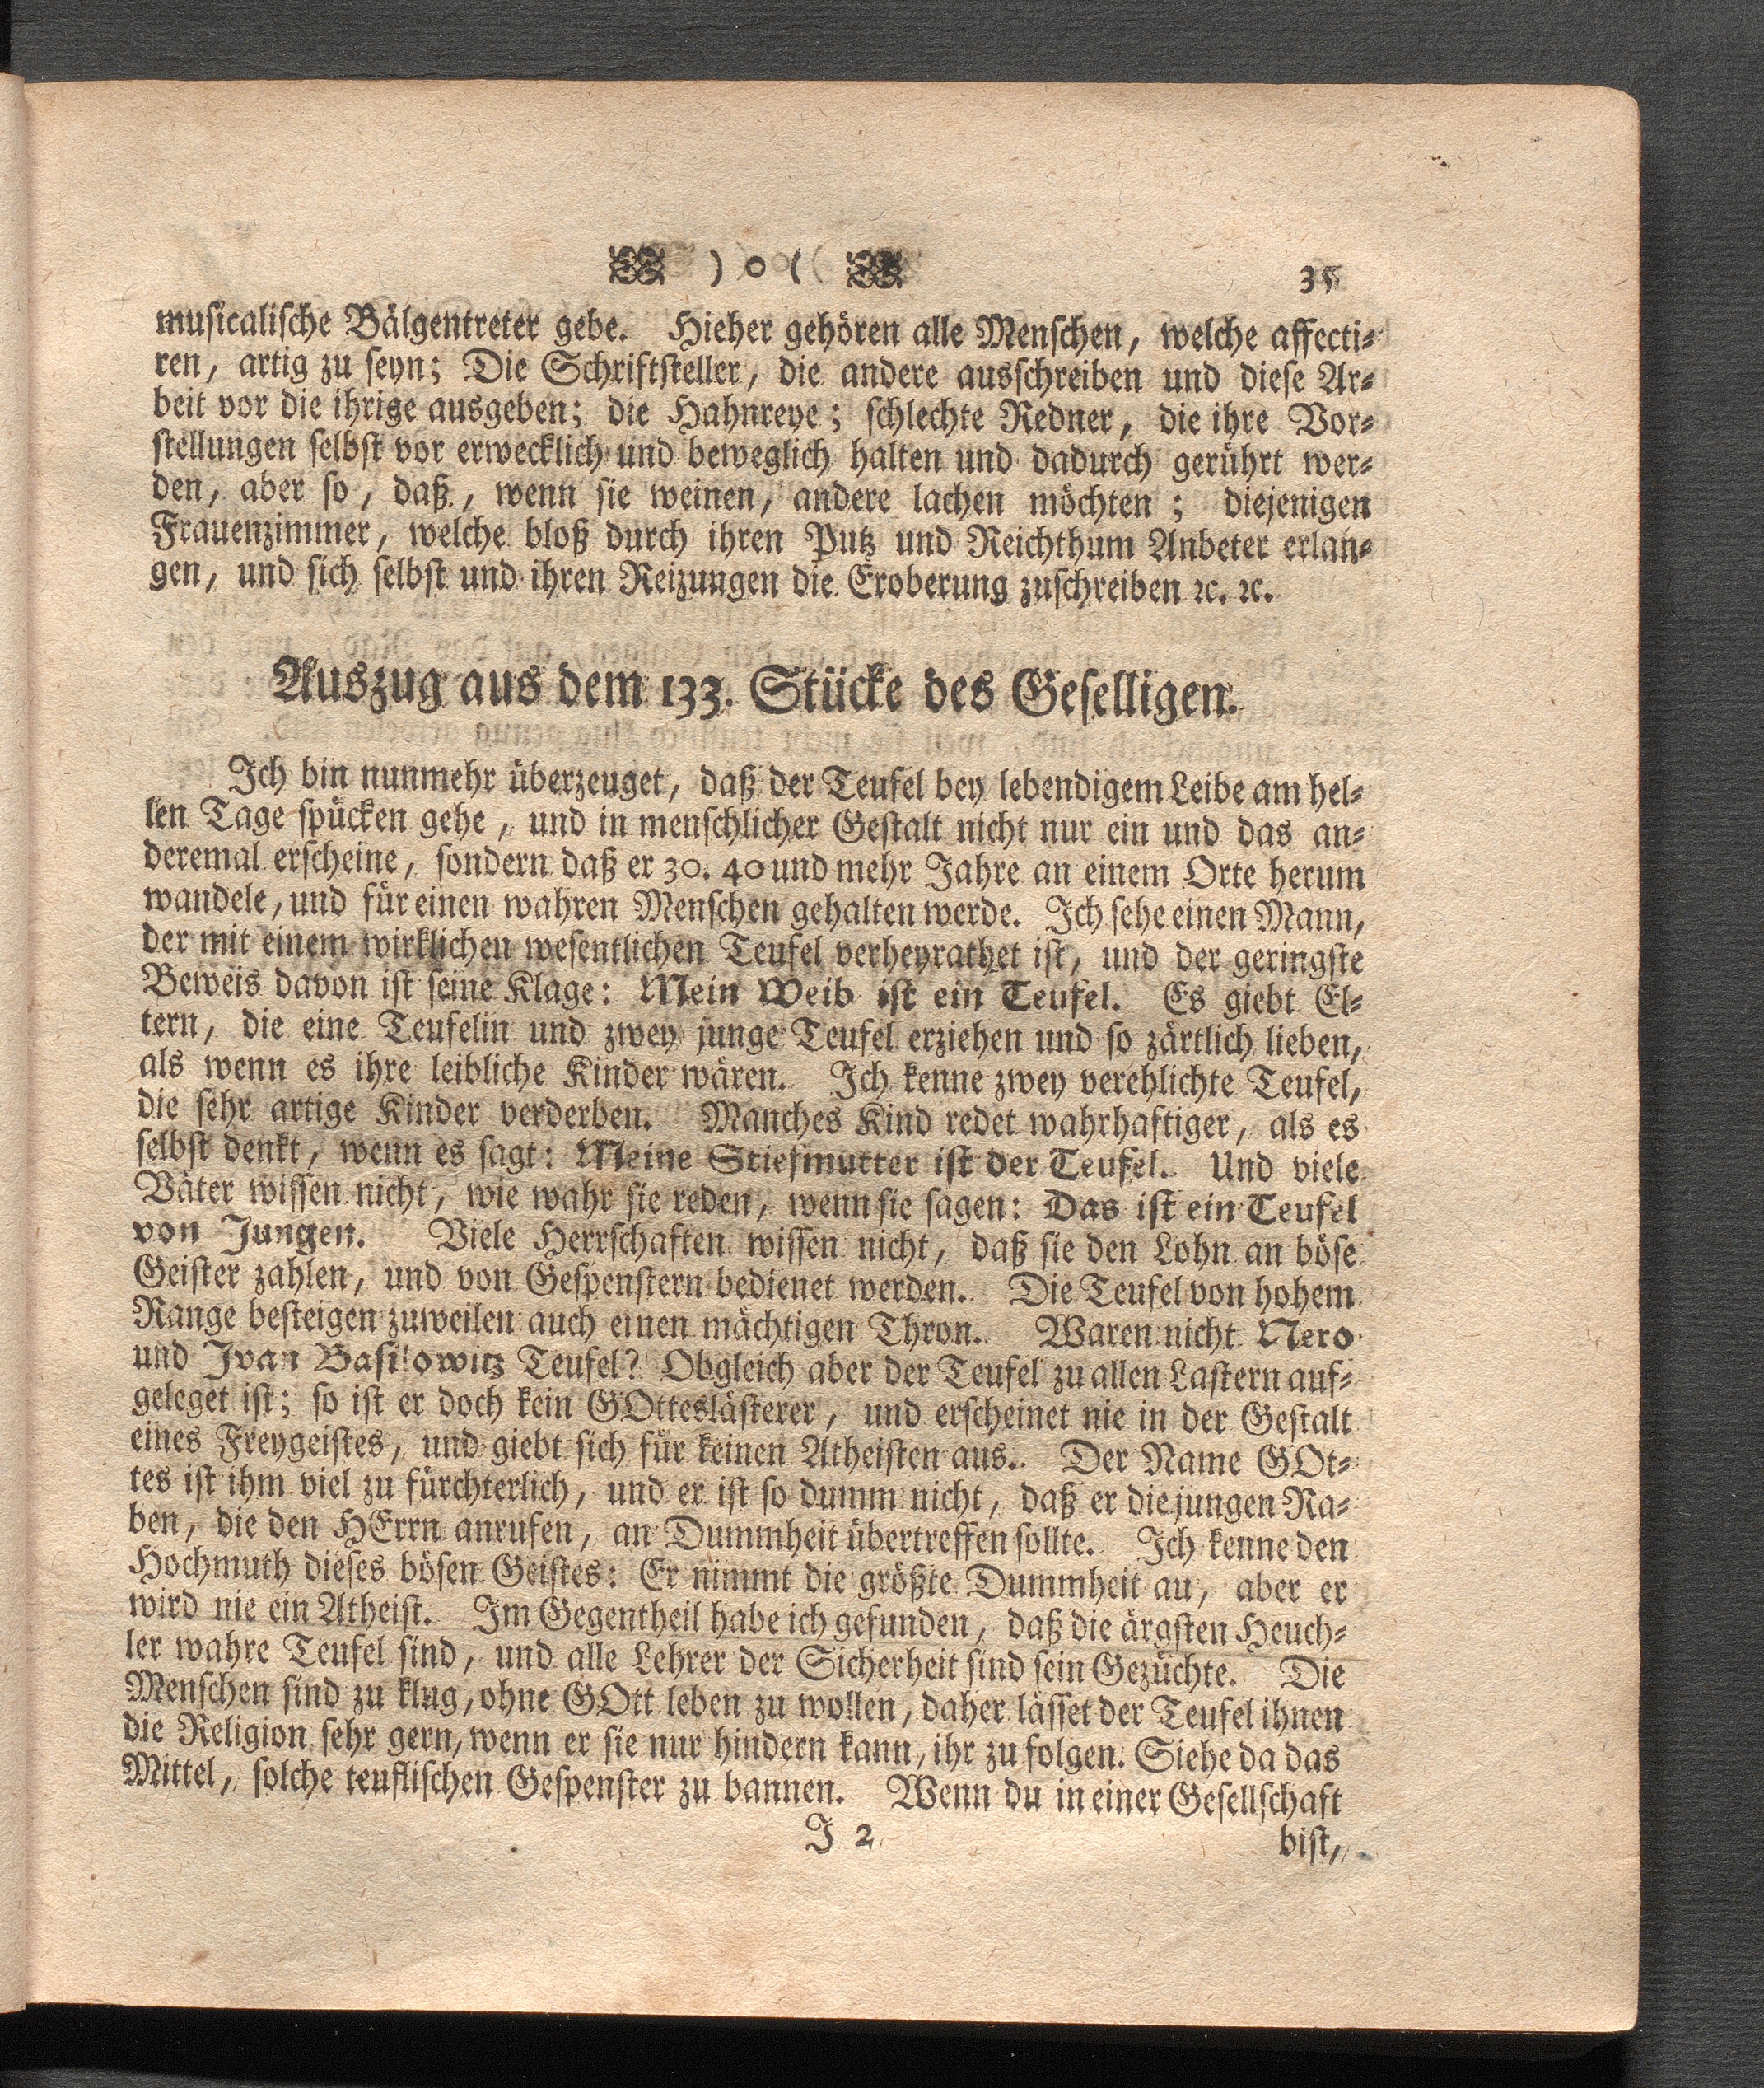 ) o ( 35
musicalische Bälgentreter gebe. Hieher gehören alle Menschen, welche affecti-
ren, artig zu seyn; Die Schriftsteller, die andere ausschreiben und diese Ar-
beit vor die ihrige ausgeben; die Hahnreye; schlechte Redner, die ihre Vor-
stellungen selbst vor erwecklich und beweglich halten und dadurch gerührt wer-
den, aber so, daß, wenn sie weinen, andere lachen möchten; diejenigen
Frauenzimmer, welche bloß durch ihren Putz und Reichthum Anbeter erlan-
gen, und sich selbst und ihren Reizungen die Eroberung zuschreiben ꝛc. ꝛc.
Auszug aus dem 133. Stücke des Geselligen.
Ich bin nunmehr überzeuget, daß der Teufel bey lebendigem Leibe am hel-
len Tage spücken gehe, und in menschlicher Gestalt nicht nur ein und das an-
deremal erscheine, sondern daß er 30. 40 und mehr Jahre an einem Orte herum
wandele, und für einen wahren Menschen gehalten werde. Ich sehe einen Mann,
der mit einem wirklichen wesentlichen Teufel verheyrathet ist, und der geringste
Beweis davon ist seine Klage: Mein Weib ist ein Teufel. Es giebt El-
tern, die eine Teufelin und zwey junge Teufel erziehen und so zärtlich lieben,
als wenn es ihre leibliche Kinder wären. Ich kenne zwey verehlichte Teufel,
die sehr artige Kinder verderben. Manches Kind redet wahrhaftiger, als es
selbst denkt, wenn es sagt: Meine Stiefmutter ist der Teufel. Und viele
Väter wissen nicht, wie wahr sie reden, wenn sie sagen: Das ist ein Teufel
von Jungen. Viele Herrschaften wissen nicht, daß sie den Lohn an böse
Geister zahlen, und von Gespenstern bedienet werden. Die Teufel von hohem
Range besteigen zuweilen auch einen mächtigen Thron. Waren nicht Nero
und Ivan Basilowitz Teufel? Obgleich aber der Teufel zu allen Lastern auf-
geleget ist; so ist er doch kein GOtteslästerer, und erscheinet nie in der Gestalt
eines Freygeistes, und giebt sich für keinen Atheisten aus. Der Name GOt-
tes ist ihm viel zu fürchterlich, und er ist so dumm nicht, daß er die jungen Ra-
ben, die den HErrn anrufen, an Dummheit übertreffen sollte. Ich kenne den
Hochmuth dieses bösen Geistes: Er nimmt die größte Dummheit an, aber er
wird nie ein Atheist. Im Gegentheil habe ich gefunden, daß die ärgsten Heuch-
ler wahre Teufel sind, und alle Lehrer der Sicherheit sind sein Gezüchte. Die
Menschen sind zu klug, ohne GOtt leben zu wollen, daher lässet der Teufel ihnen
die Religion sehr gern, wenn er sie nur hindern kann, ihr zu folgen. Siehe da das
Mittel, solche teuflischen Gespenster zu bannen. Wenn du in einer Gesellschaft
J 2 bist,